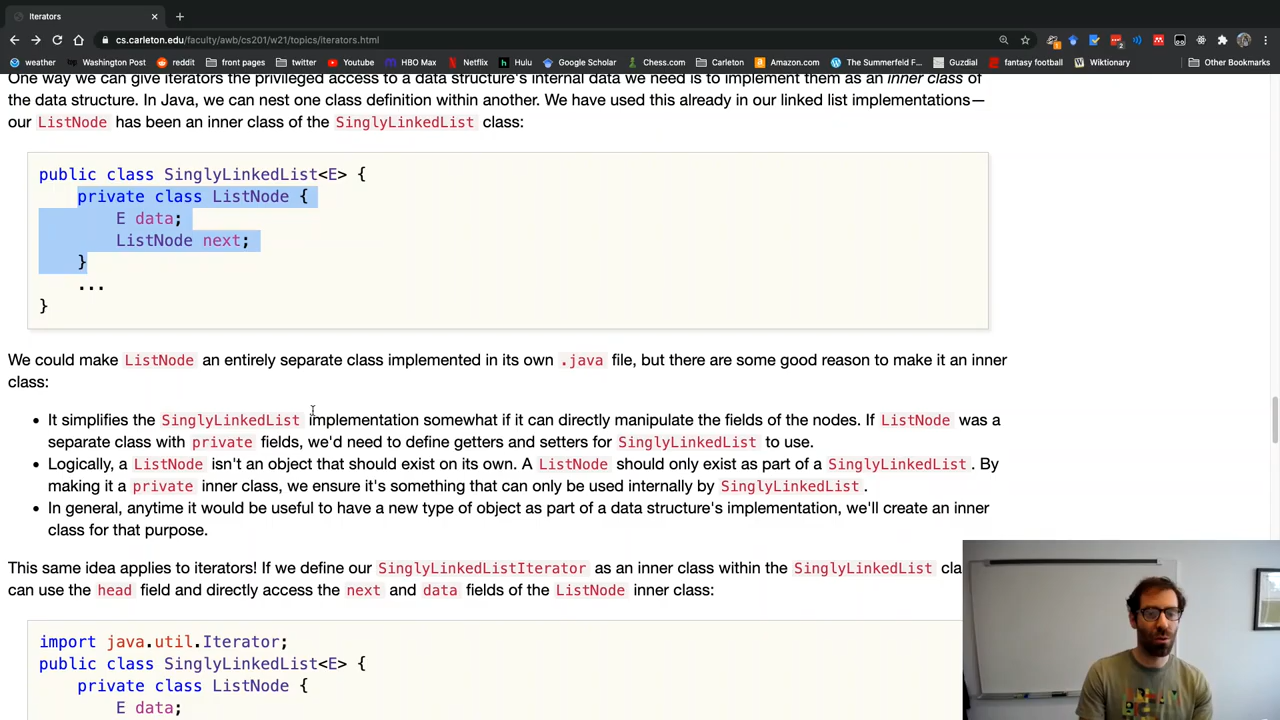 Iterators
cs.carleton.edu/faculty/awb/cs201/w21/topics/iterators.html
weather Washington Post reddit front pages twitter Youtube HBO Max Netflix Hulu Chess.com Carleton Amazon.com The Summerfeld F... Guzdial fantasy football Wiktionary Other Bookmarks
One way we can give iterators the privileged access to a data structure's internal data we need is to implement them as an inner class of
the data structure. In Java, we can nest one class definition within another. We have used this already in our linked list implementations—
our ListNode has been an inner class of the SinglyLinkedList class:
public class SinglyLinkedList<E> {
private class ListNode {
E data;
ListNode next;
}
...
}
We could make ListNode an entirely separate class implemented in its own .java file, but there are some good reason to make it an inner
class:
• It simplifies the SinglyLinkedList implementation somewhat if it can directly manipulate the fields of the nodes. If ListNode was a
separate class with private fields, we'd need to define getters and setters for SinglyLinkedList to use.
• Logically, a ListNode isn't an object that should exist on its own. A ListNode should only exist as part of a SinglyLinkedList. By
making it a private inner class, we ensure it's something that can only be used internally by SinglyLinkedList.
• In general, anytime it would be useful to have a new type of object as part of a data structure's implementation, we'll create an inner
class for that purpose.
This same idea applies to iterators! If we define our SinglyLinkedListIterator as an inner class within the SinglyLinkedList cla
can use the head field and directly access the next and data fields of the ListNode inner class:
import java.util.Iterator;
public class SinglyLinkedList<E> {
private class ListNode {
E data;